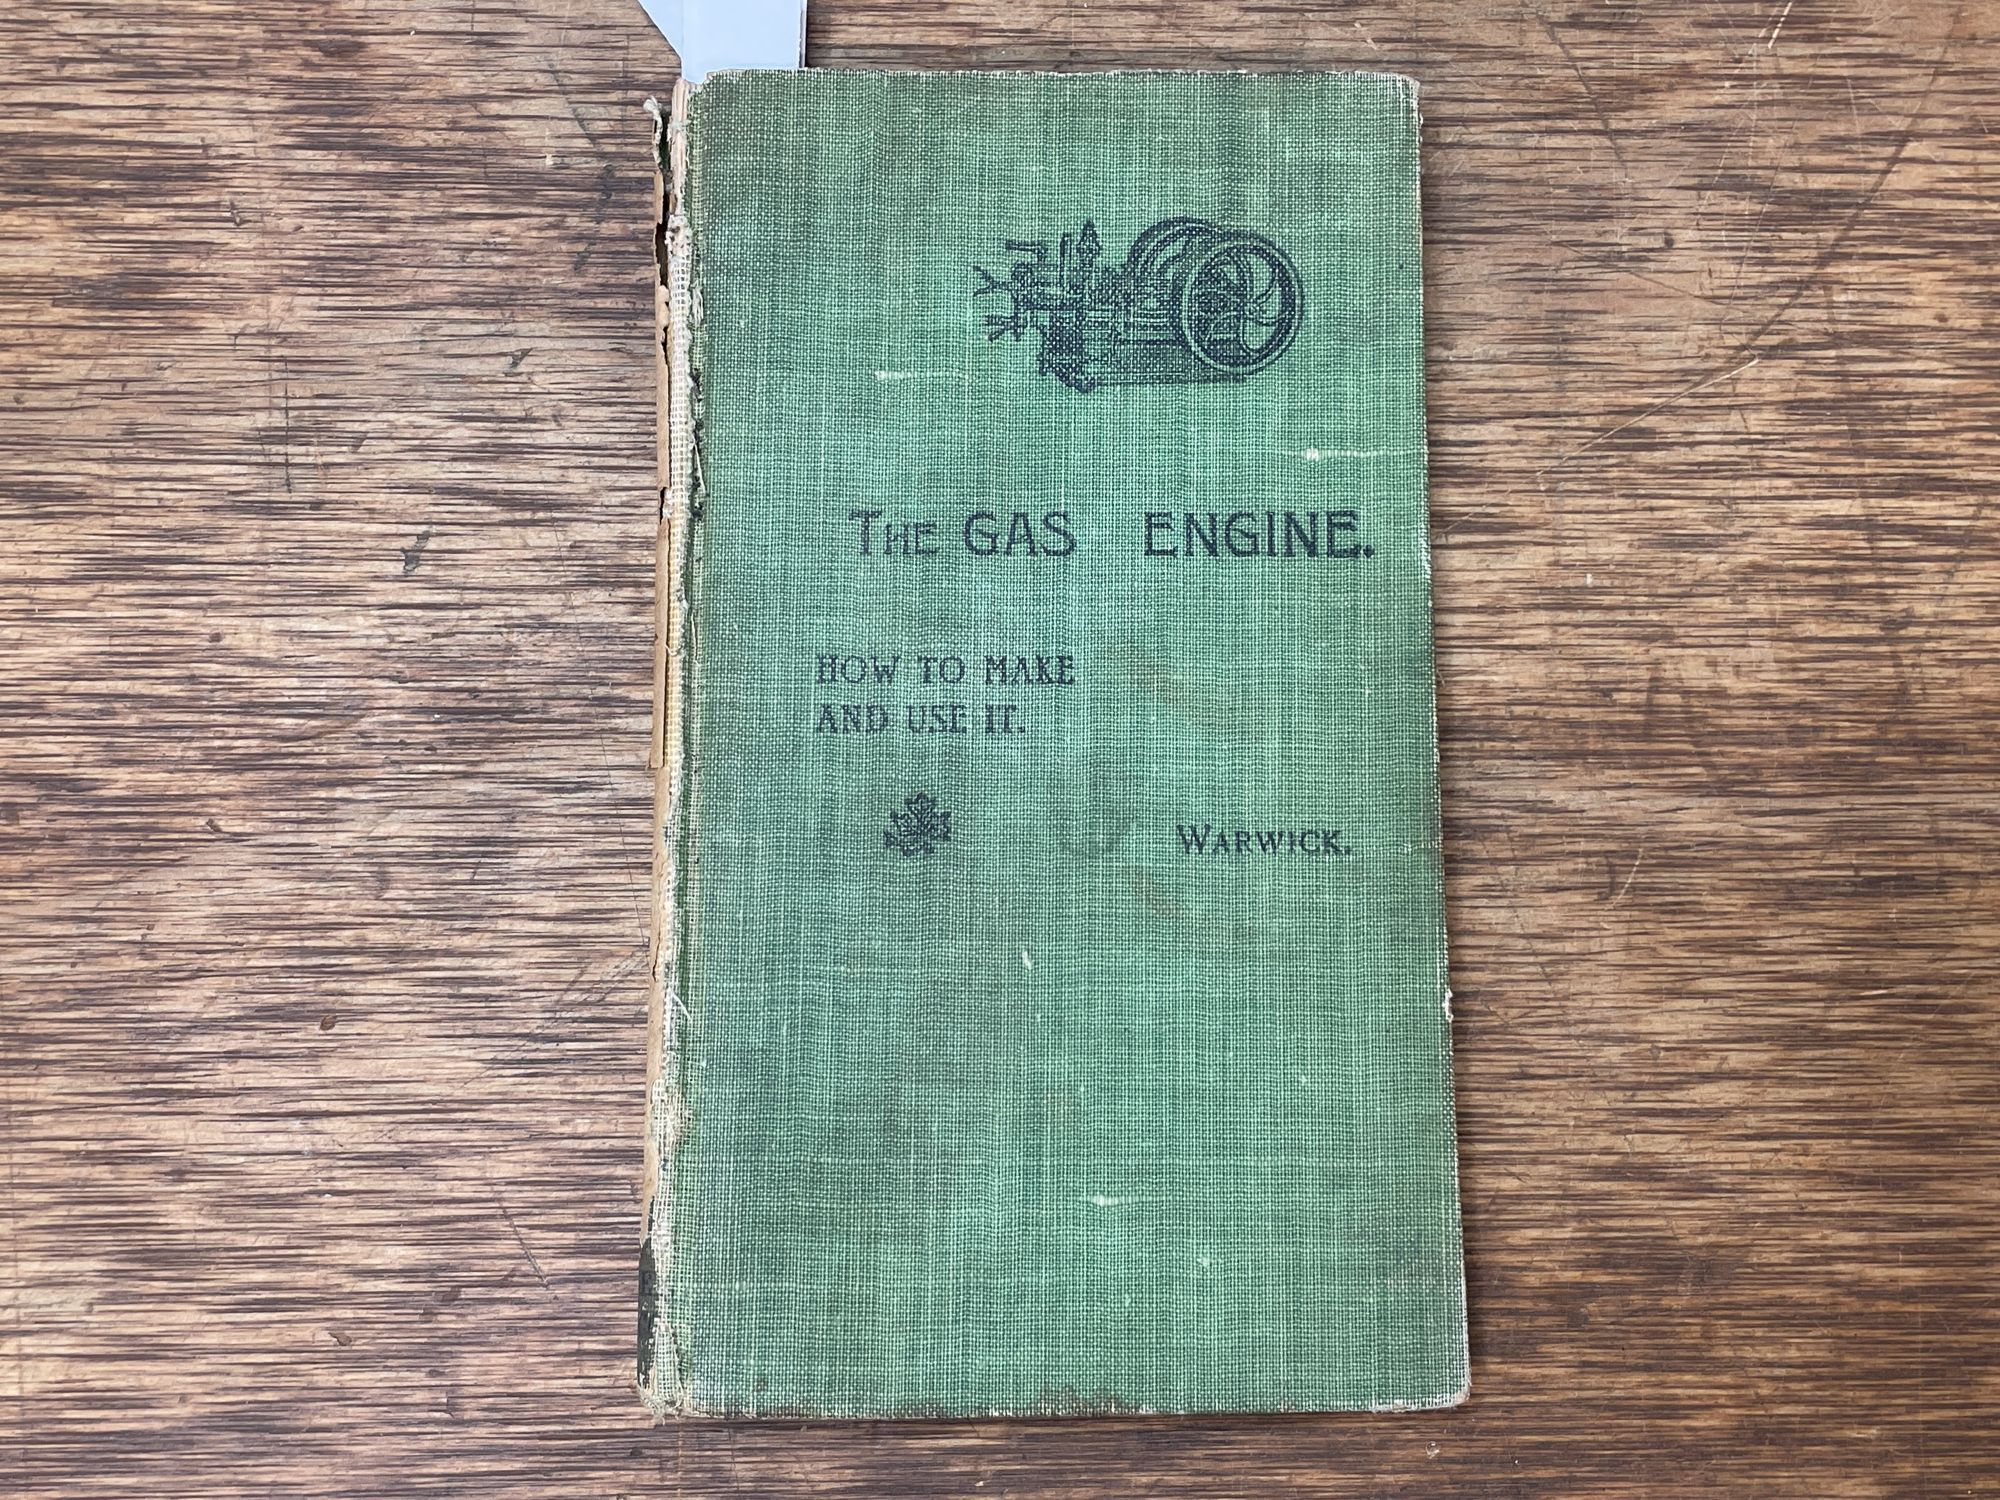 The GAS ENGINE.
HOW TO MAKE
AND USE IT.
WARWICK.